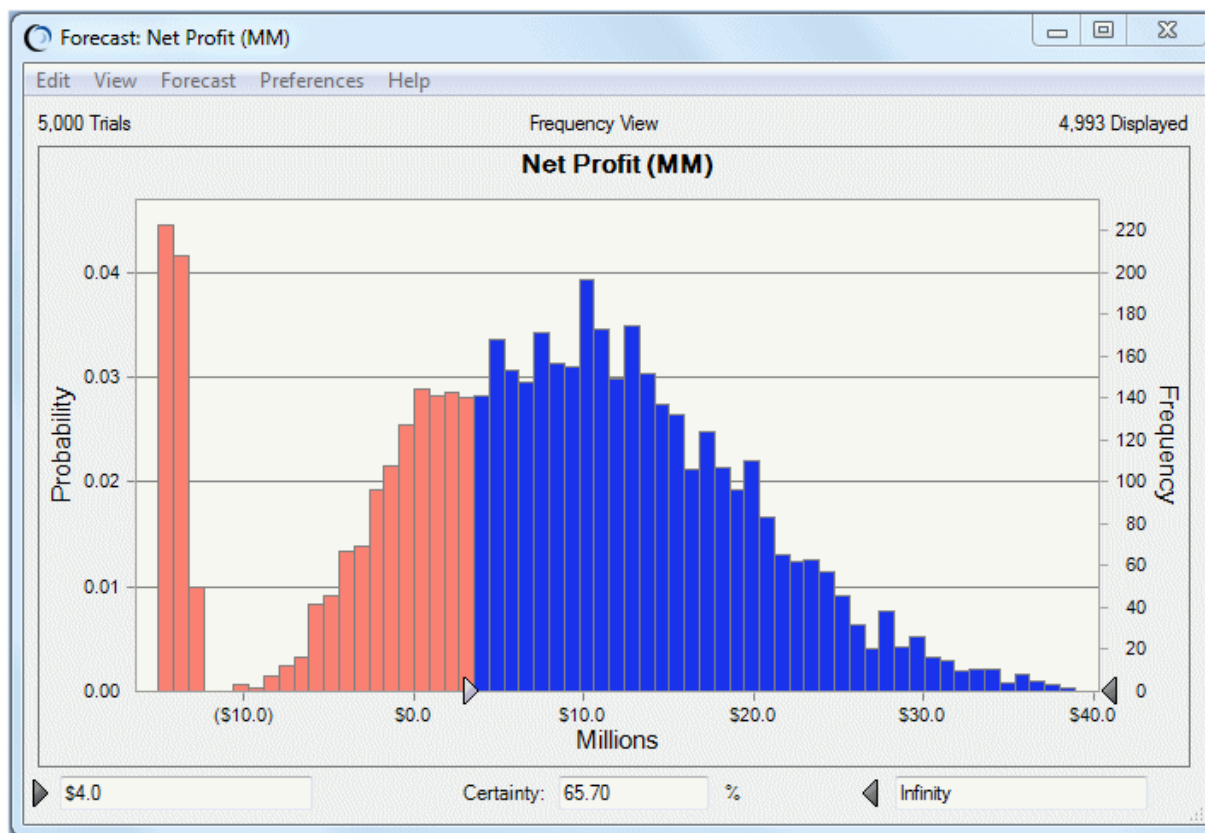 Forecast: Net Profit (MM)
Edit View Forecast Preferences Help
5,000 Trials Frequency View 4,993 Displayed
Net Profit (MM)
220
0.04 200
180
160
0.03 140
120
0.02 100
80
60
0.01 40
20
0.00 0
Probability
Frequency
($10.0) $0.0 $10.0 $20.0 $30.0 $40.0
Millions
$4.0 Certainty: 65.70 % Infinity